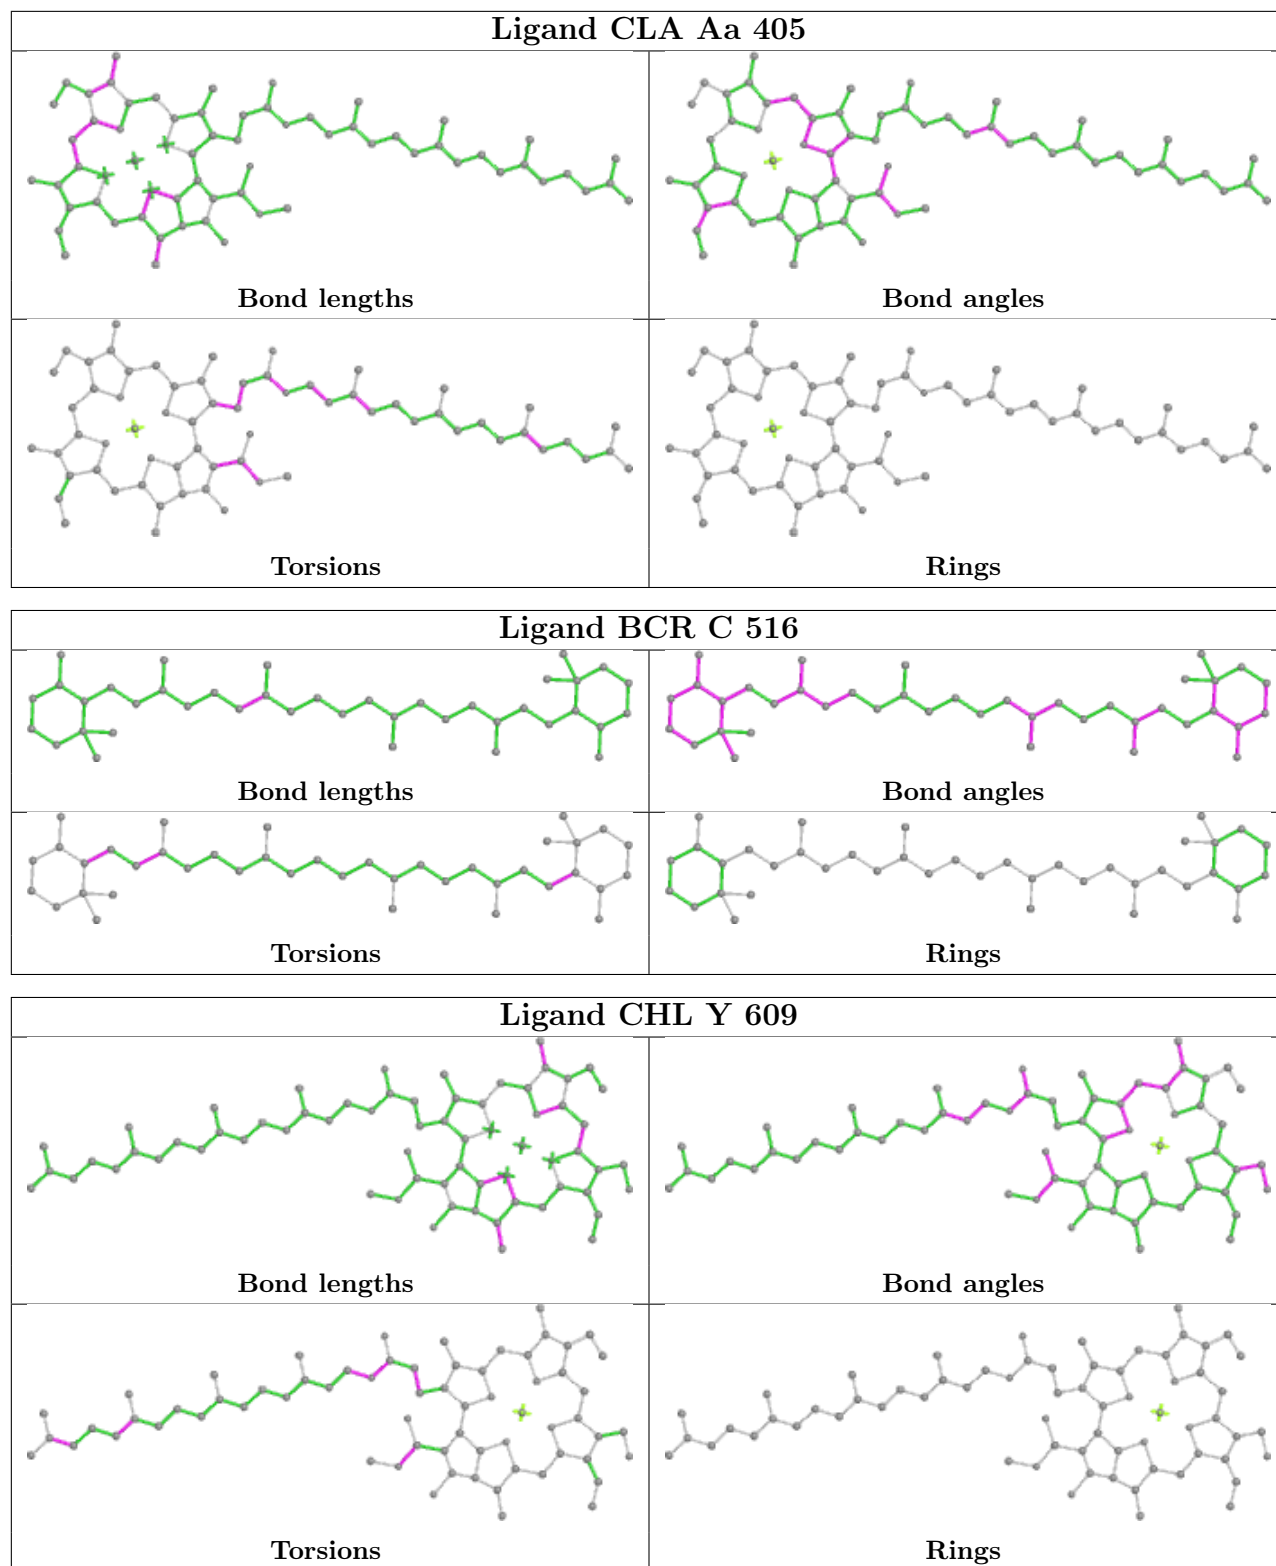 Ligand CLA Aa 405
Bond lengths
Bond angles
Torsions
Rings
Ligand BCR C 516
Bond lengths
Bond angles
Torsions
Rings
Ligand CHL Y 609
Bond lengths
Bond angles
Torsions
Rings